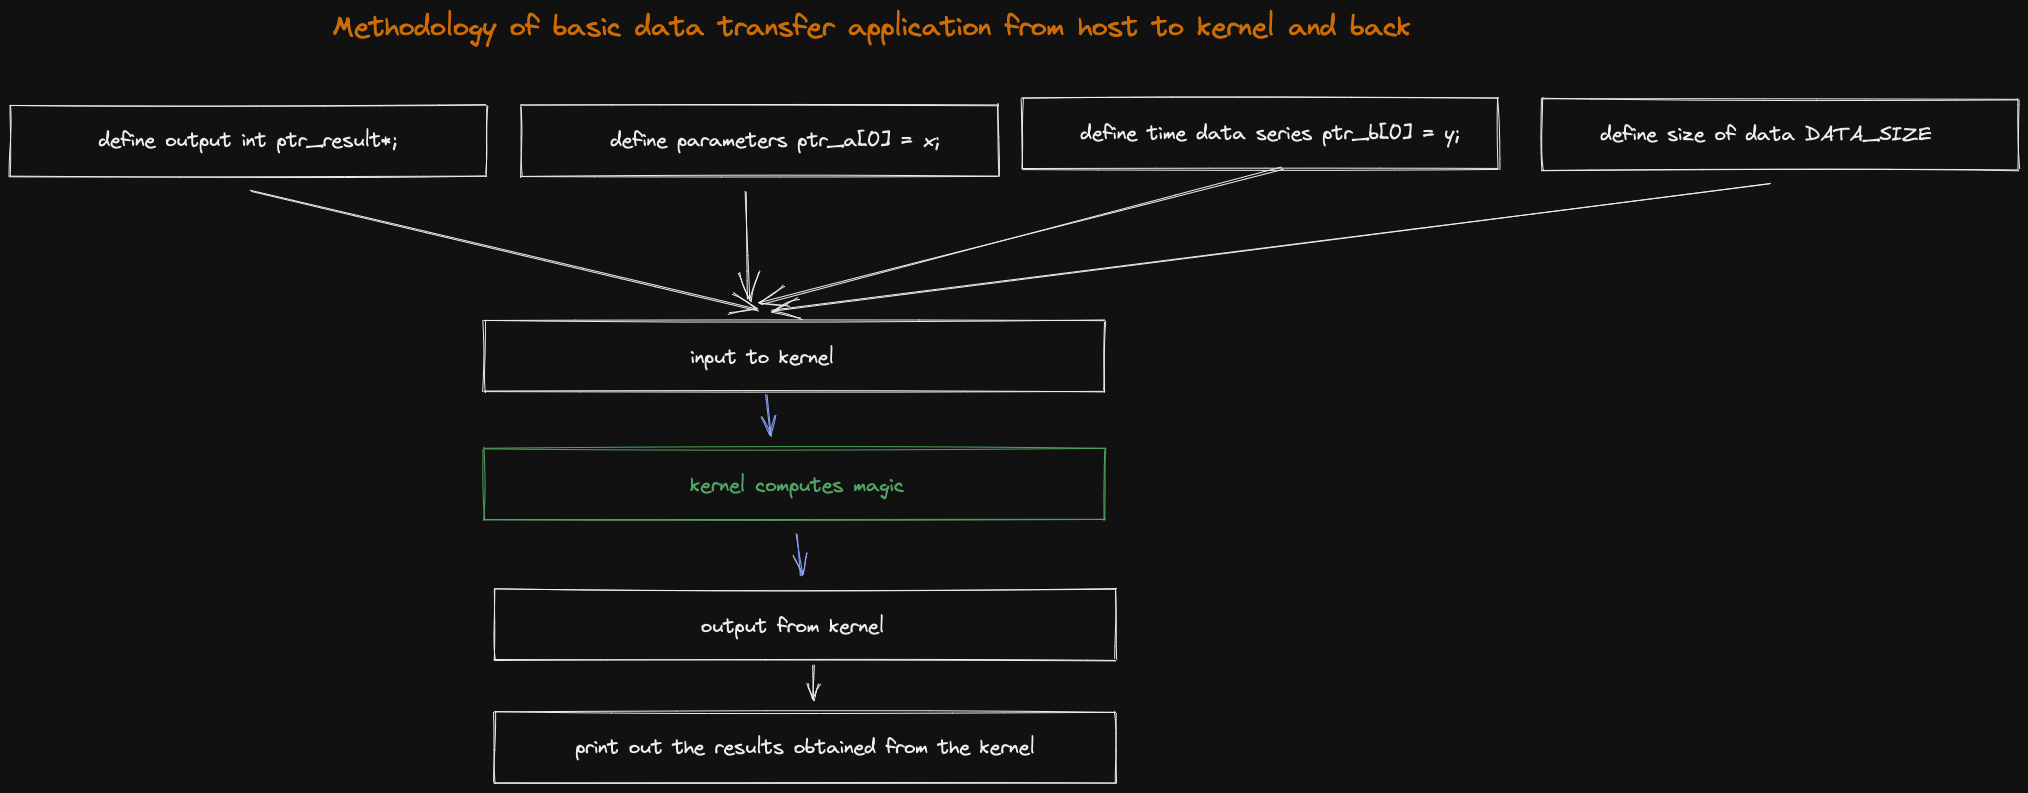 Methodology of basic data transfer application from host to kernel and back
define output int ptr_result*;
define parameters ptr_a[0] = x;
define time data series ptr_b[0] = y;
define size of data DATA_SIZE
input to kernel
kernel computes magic
output from kernel
print out the results obtained from the kernel